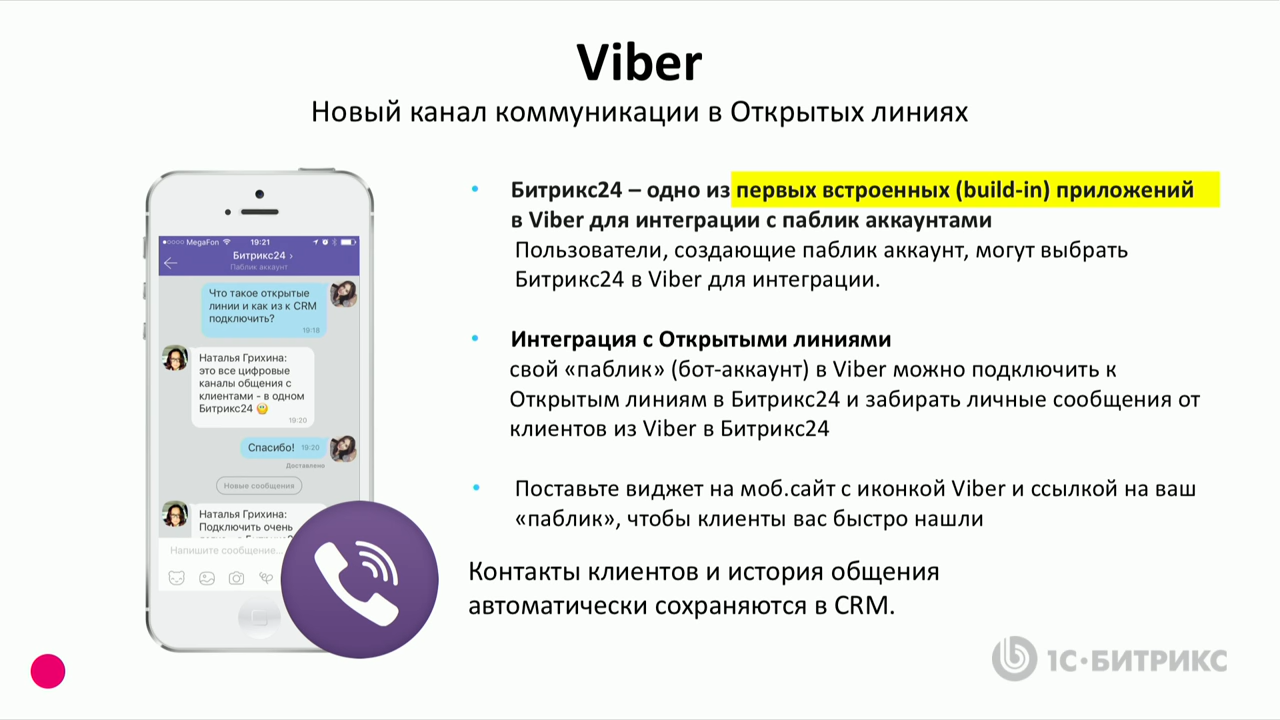 Viber
Новый канал коммуникации в Открытых линиях
MegaFon 19:21
Битрикс24 ›
Паблик аккаунт
Что такое открытые
линии и как из к CRM
подключить?
19:18
Наталья Грихина:
это все цифровые
каналы общения с
клиентами - в одном
Битрикс24
19:20
Спасибо! 19:20
Доставлено
Новые сообщения
Наталья Грихина:
Подключить очень
Напишите сообщение...
• Битрикс24 – одно из первых встроенных (build-in) приложений
в Viber для интеграции с паблик аккаунтами
Пользователи, создающие паблик аккаунт, могут выбрать
Битрикс24 в Viber для интеграции.
• Интеграция с Открытыми линиями
свой «паблик» (бот-аккаунт) в Viber можно подключить к
Открытым линиям в Битрикс24 и забирать личные сообщения от
клиентов из Viber в Битрикс24
• Поставьте виджет на моб.сайт с иконкой Viber и ссылкой на ваш
«паблик», чтобы клиенты вас быстро нашли
Контакты клиентов и история общения
автоматически сохраняются в CRM.
1С·БИТРИКС